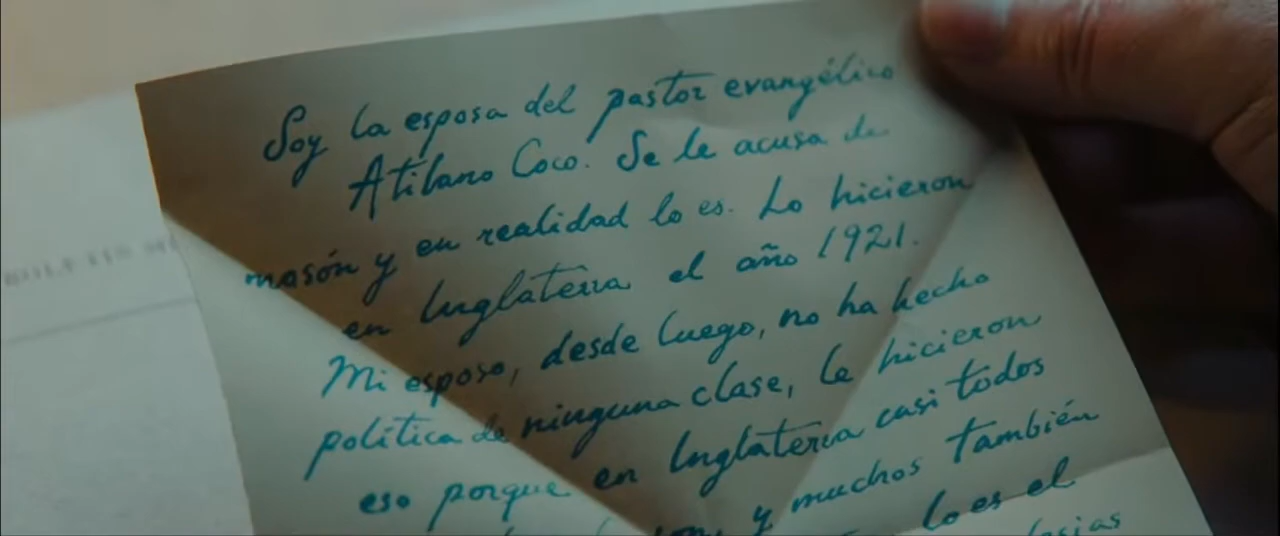 Soy la esposa del pastor evangélico
Atilano Coco. Se le acusa de
masón y en realidad lo es. Lo hicieron
en Inglaterra el año 1921.
Mi esposo, desde luego, no ha hecho
política de ninguna clase, le hicieron
eso porque en Inglaterra casi todos
y muchos también
lo es el